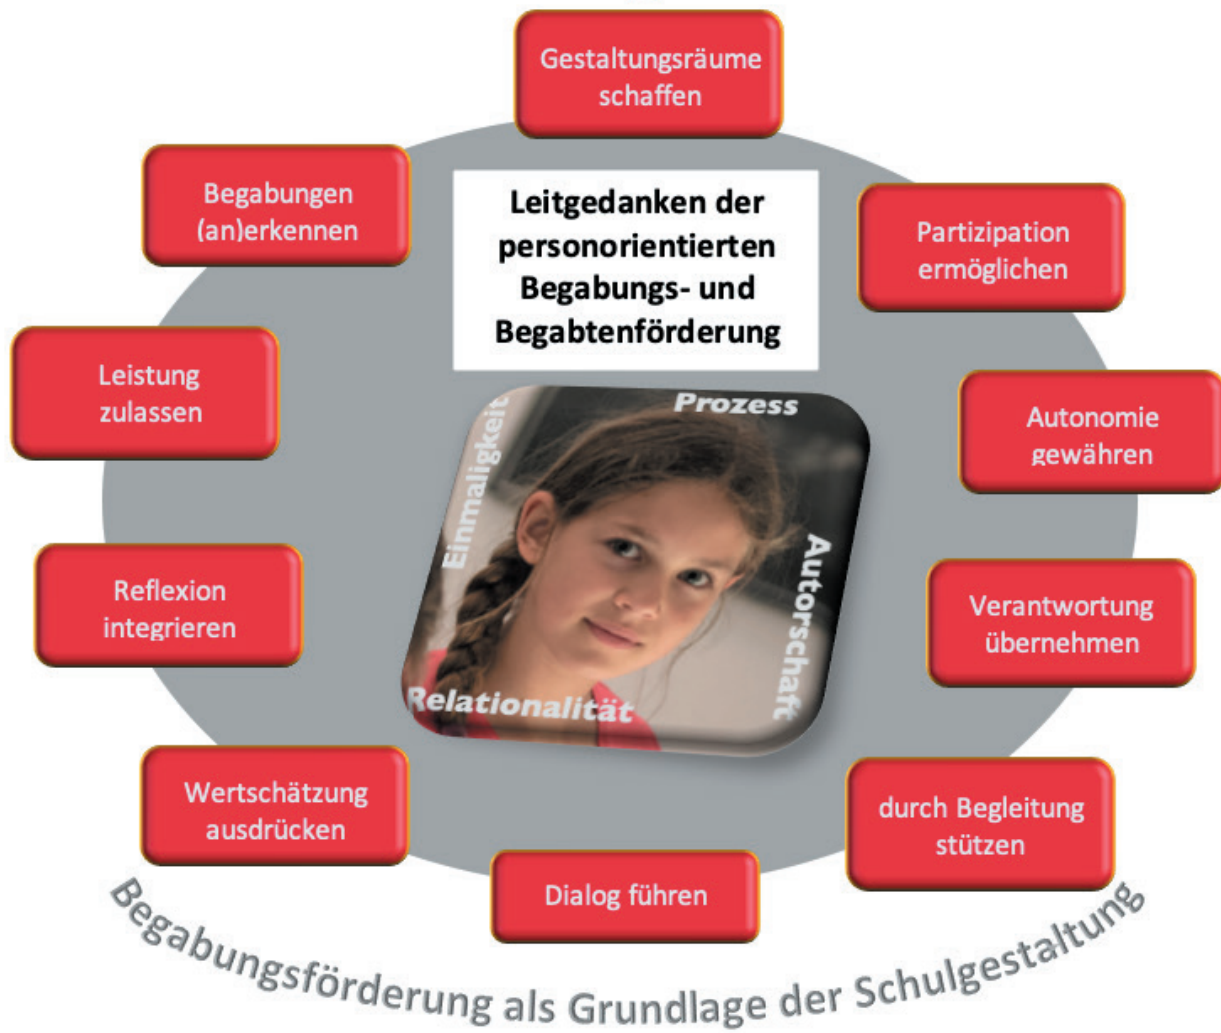 Gestaltungsräume
schaffen
Begabungen
(an)erkennen
Leitgedanken der
personorientierten
Begabungs- und
Begabtenförderung
Partizipation
ermöglichen
Leistung
zulassen
Autonomie
gewähren
Prozess
Einmaligkeit
Autorschaft
Relationalität
Reflexion
integrieren
Verantwortung
übernehmen
Wertschätzung
ausdrücken
durch Begleitung
stützen
Dialog führen
Begabungsförderung als Grundlage der Schulgestaltung